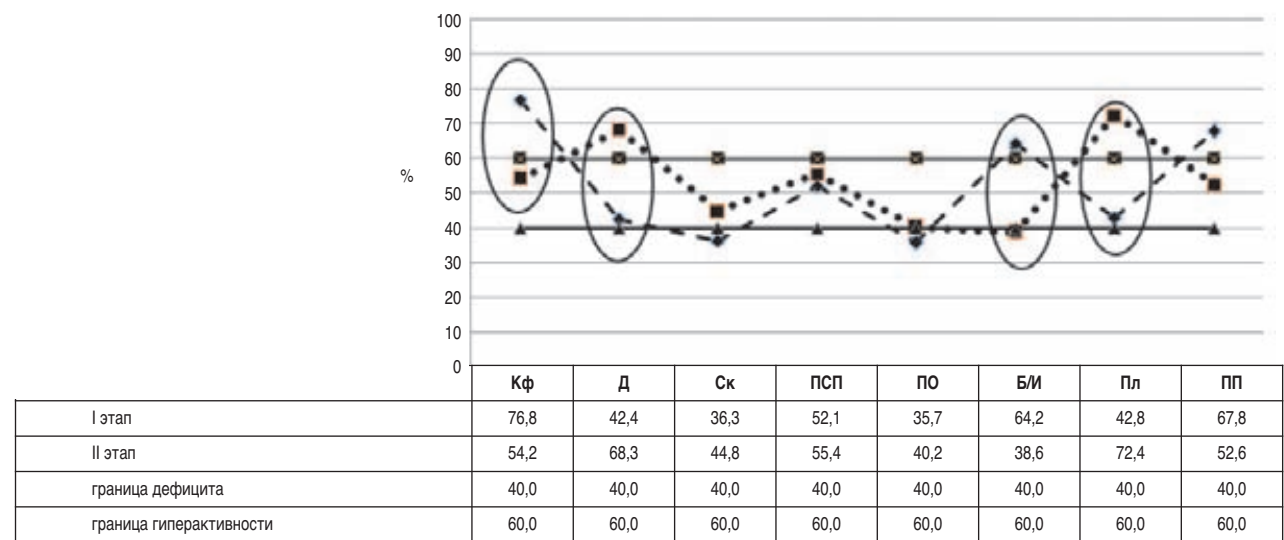 100
90
80
70
60
%
50
40
30
20
10
0
Кф Д Ск ПСП ПО Б/И Пл ПП
I этап 76,8 42,4 36,3 52,1 35,7 64,2 42,8 67,8
II этап 54,2 68,3 44,8 55,4 40,2 38,6 72,4 52,6
граница дефицита 40,0 40,0 40,0 40,0 40,0 40,0 40,0 40,0
граница гиперактивности 60,0 60,0 60,0 60,0 60,0 60,0 60,0 60,0